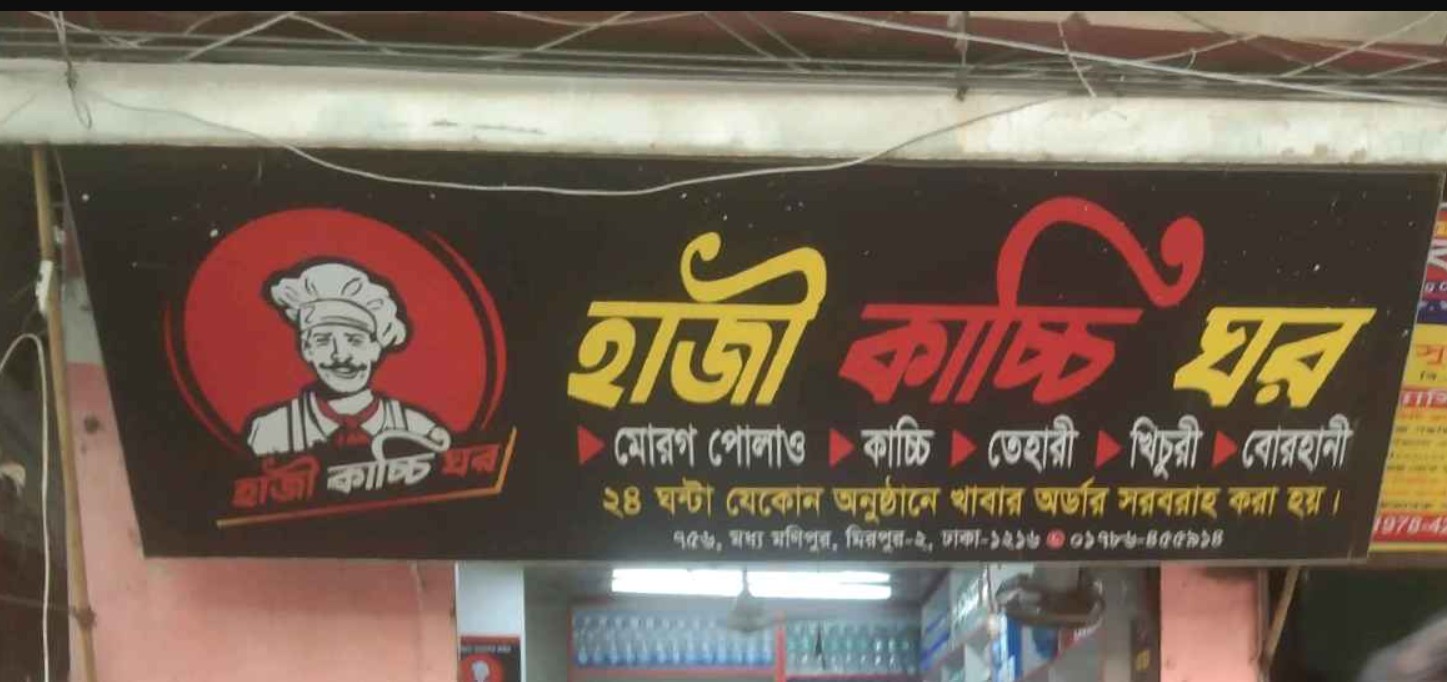 হাজী কাচ্চি ঘর
হাজী কাচ্চি ঘর
মোরগ পোলাও কাচ্চি তেহারী খিচুরী বোরহানী
২৪ ঘন্টা যেকোন অনুষ্ঠানে খাবার অর্ডার সরবরাহ করা হয়।
৭৫৬, মধ্য মণিপুর, মিরপুর-২, ঢাকা-১২১৬ ০১৭৮৬-৪৫৫৯১৪